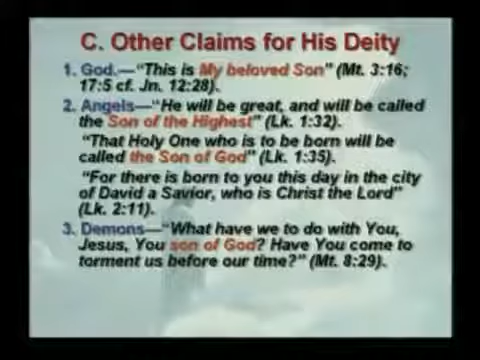 C. Other Claims for His Deity
1. God.—“This is My beloved Son” (Mt. 3:16;
17:5 cf. Jn. 12:28).
2. Angels—“He will be great, and will be called
the Son of the Highest” (Lk. 1:32).
“That Holy One who is to be born will be
called the Son of God” (Lk. 1:35).
“For there is born to you this day in the city
of David a Savior, who is Christ the Lord”
(Lk. 2:11).
3. Demons—“What have we to do with You,
Jesus, You son of God? Have You come to
torment us before our time?” (Mt. 8:29).